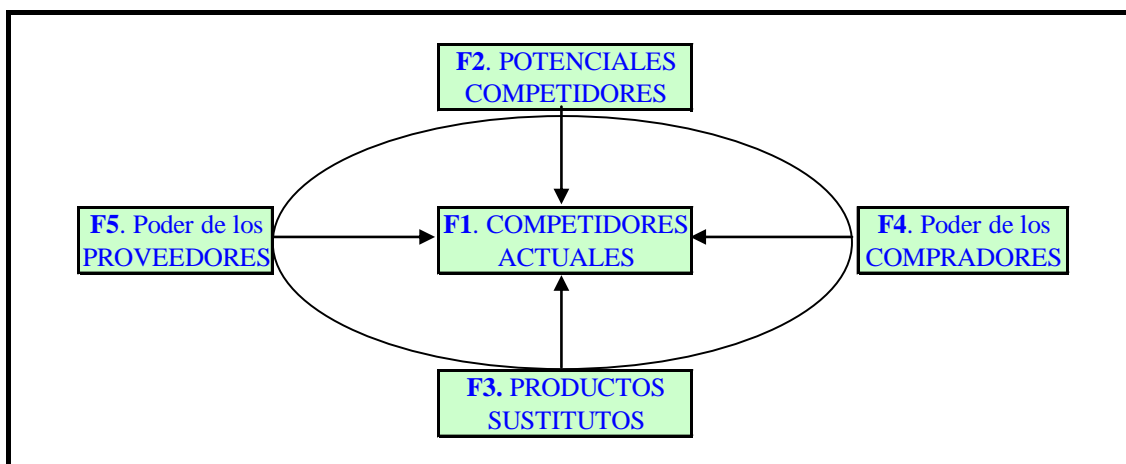 F2. POTENCIALES
COMPETIDORES
F5. Poder de los
PROVEEDORES
F1. COMPETIDORES
ACTUALES
F4. Poder de los
COMPRADORES
F3. PRODUCTOS
SUSTITUTOS